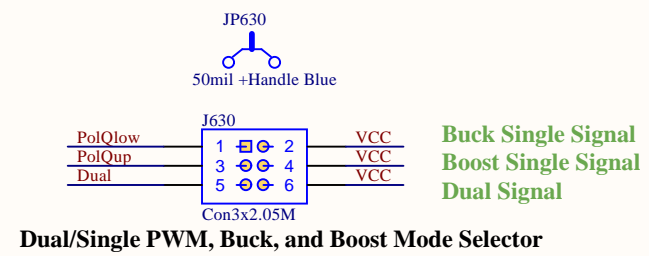 JP630
50mil +Handle Blue
J630
PolQlow 1 2 VCC Buck Single Signal
PolQup 3 4 VCC Boost Single Signal
Dual 5 6 VCC Dual Signal
Con3x2.05M
Dual/Single PWM, Buck, and Boost Mode Selector